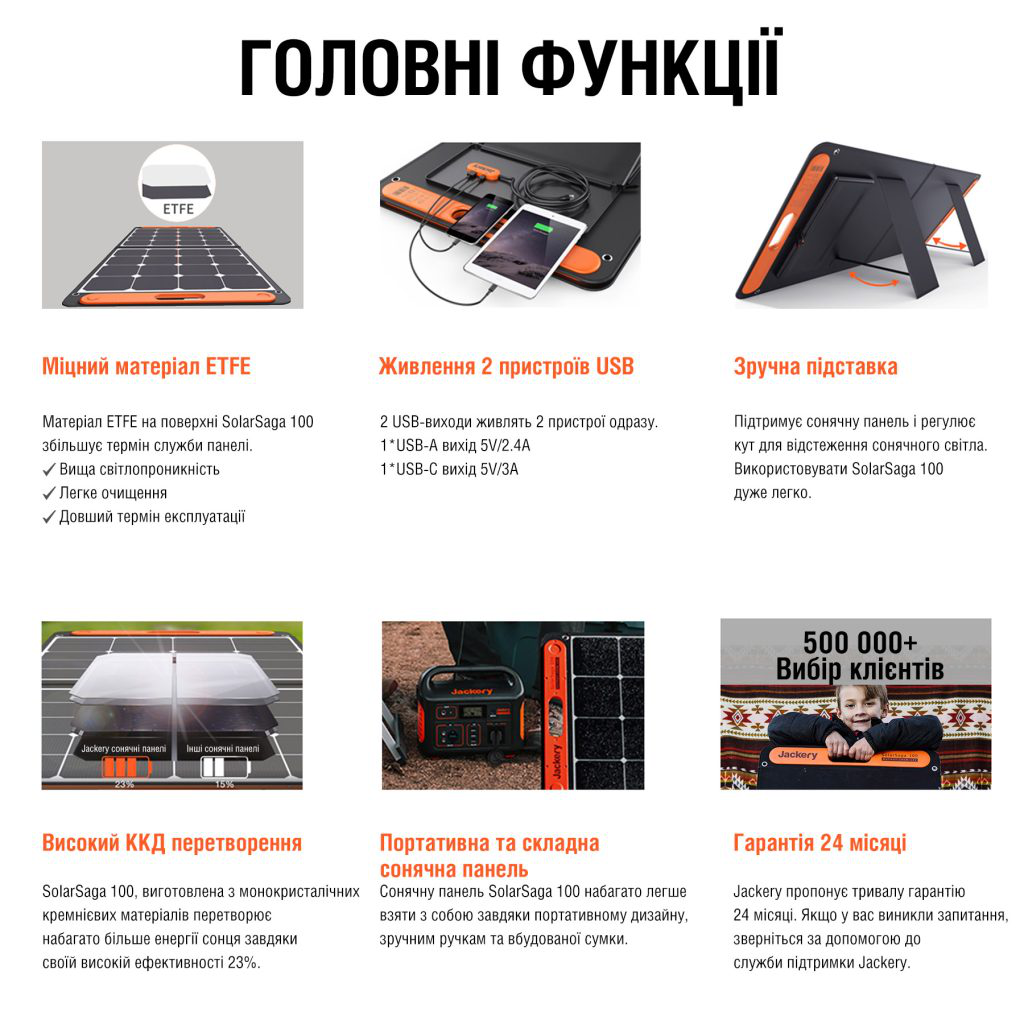 ГОЛОВНІ ФУНКЦІЇ
ETFE
Міцний матеріал ETFE
Матеріал ETFE на поверхні SolarSaga 100
збільшує термін служби панелі.
✓ Вища світлопроникність
✓ Легке очищення
✓ Довший термін експлуатації
Живлення 2 пристроїв USB
2 USB-виходи живлять 2 пристрої одразу.
1*USB-A вихід 5V/2.4A
1*USB-C вихід 5V/3A
Зручна підставка
Підтримує сонячну панель і регулює
кут для відстеження сонячного світла.
Використовувати SolarSaga 100
дуже легко.
Jackery сонячні панелі
Інші сонячні панелі
23%
15%
Високий ККД перетворення
SolarSaga 100, виготовлена з монокристалічних
кремнієвих матеріалів перетворює
набагато більше енергії сонця завдяки
своїй високій ефективності 23%.
Jackery
Jackery
Портативна та складна
сонячна панель
Сонячну панель SolarSaga 100 набагато легше
взяти з собою завдяки портативному дизайну,
зручним ручкам та вбудованої сумки.
500 000+
Вибір клієнтів
Jackery
SolarSaga 100
Гарантія 24 місяці
Jackery пропонує тривалу гарантію
24 місяці. Якщо у вас виникли запитання,
зверніться за допомогою до
служби підтримки Jackery.